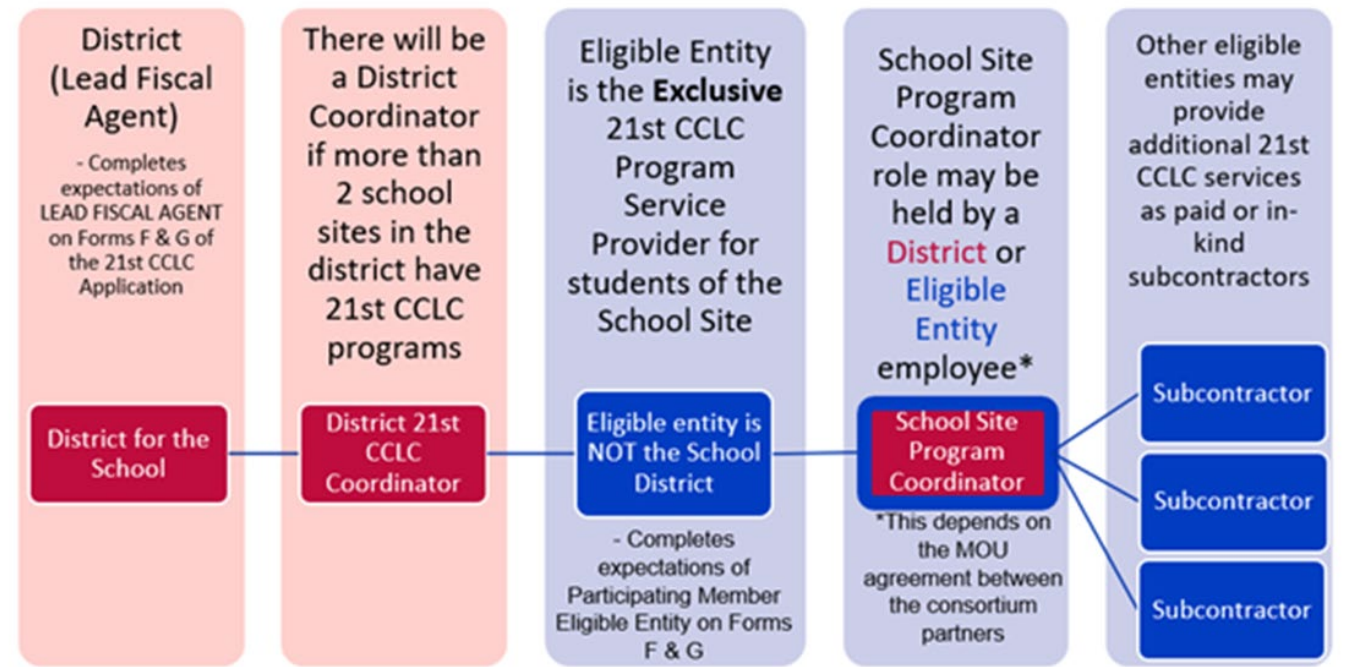 District
(Lead Fiscal
Agent)
- Completes
expectations of
LEAD FISCAL AGENT
on Forms F & G of
the 21st CCLC
Application
District for the
School
There will be
a District
Coordinator
if more than
2 school
sites in the
district have
21st CCLC
programs
District 21st
CCLC
Coordinator
Eligible Entity
is the Exclusive
21st CCLC
Program
Service
Provider for
students of the
School Site
Eligible entity is
NOT the School
District
- Completes
expectations of
Participating Member
Eligible Entity on Forms
F & G
School Site
Program
Coordinator
role may be
held by a
District or
Eligible
Entity
employee*
School Site
Program
Coordinator
*This depends on
the MOU
agreement between
the consortium
partners
Other eligible
entities may
provide
additional 21st
CCLC services
as paid or in-
kind
subcontractors
Subcontractor
Subcontractor
Subcontractor